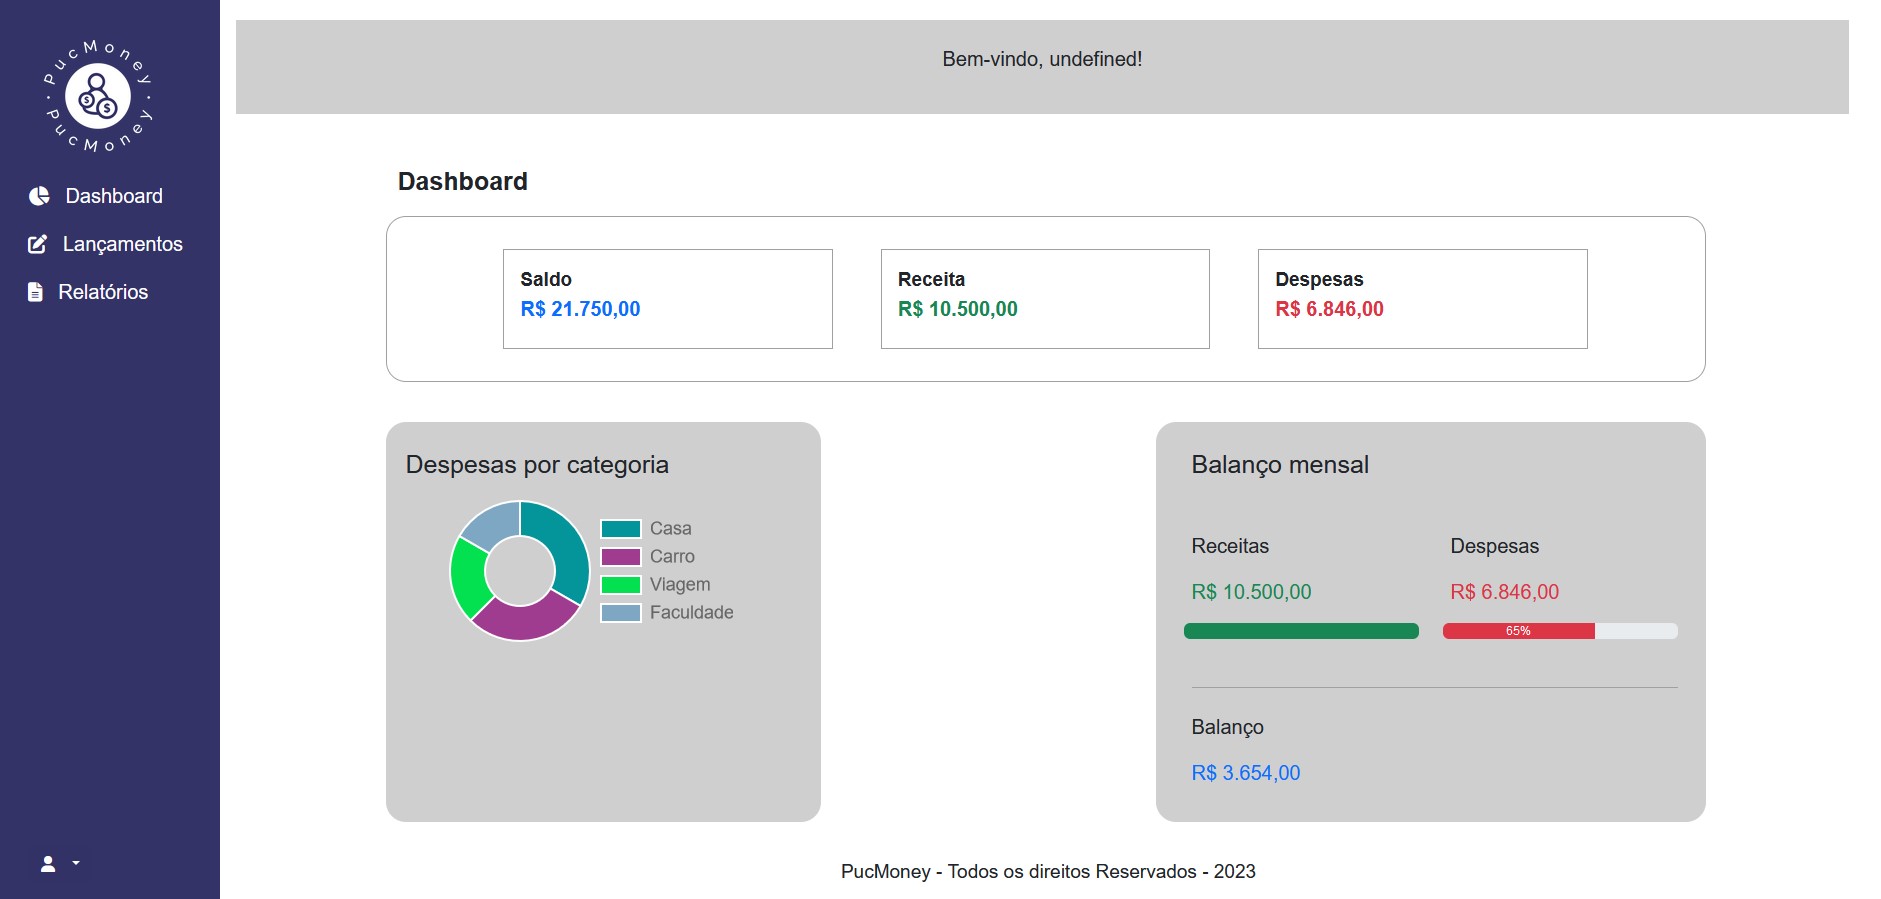 PucMoney · PucMoney ·
Dashboard
Lançamentos
Relatórios
Bem-vindo, undefined!
Dashboard
Saldo
R$ 21.750,00
Receita
R$ 10.500,00
Despesas
R$ 6.846,00
Despesas por categoria
Casa
Carro
Viagem
Faculdade
Balanço mensal
Receitas
R$ 10.500,00
Despesas
R$ 6.846,00
65%
Balanço
R$ 3.654,00
PucMoney - Todos os direitos Reservados - 2023